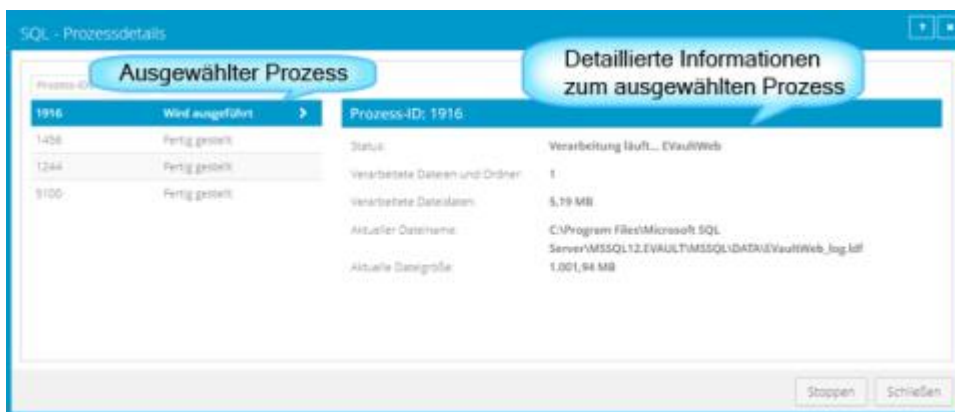 SQL - Prozessdetails
Ausgewählter Prozess
Detaillierte Informationen
zum ausgewählten Prozess
1916 Wird ausgeführt
1456 Fertig gestellt
1244 Fertig gestellt
5100 Fertig gestellt
Prozess-ID: 1916
Status: Verarbeitung läuft... EVaultWeb
Verarbeitete Dateien und Ordner: 1
Verarbeitete Dateidaten: 5,19 MB
Aktueller Dateiname: C:\Program Files\Microsoft SQL
Server\MSSQL12.EVAULT\MSSQL\DATA\EVaultWeb_log.ldf
Aktuelle Dateigröße: 1.001,94 MB
Stoppen Schließen